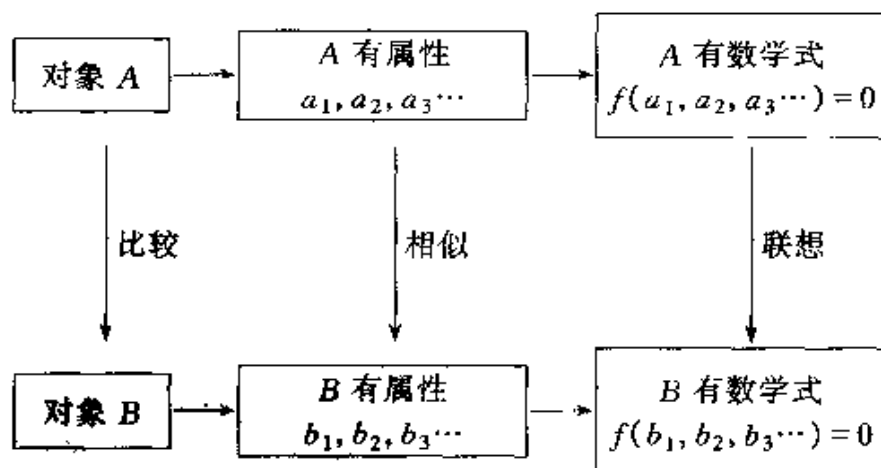 对象 A
A 有属性
a₁, a₂, a₃…
A 有数学式
f(a₁, a₂, a₃…)=0
比较
相似
联想
对象 B
B 有属性
b₁, b₂, b₃…
B 有数学式
f(b₁, b₂, b₃…)=0